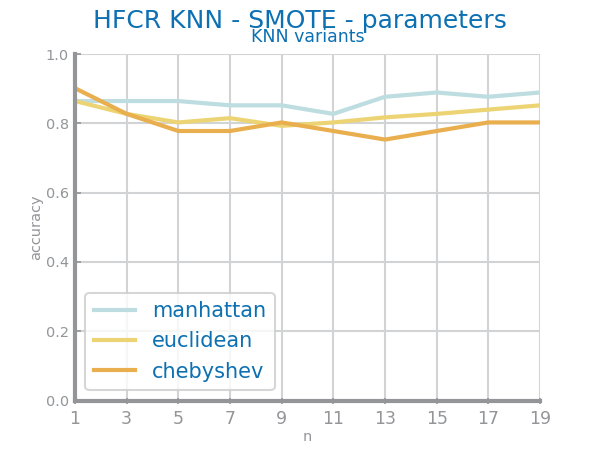 HFCR KNN - SMOTE - parameters
KNN variants
1.0
0.8
0.6
0.4
0.2
0.0
accuracy
manhattan
euclidean
chebyshev
1 3 5 7 9 11 13 15 17 19
n